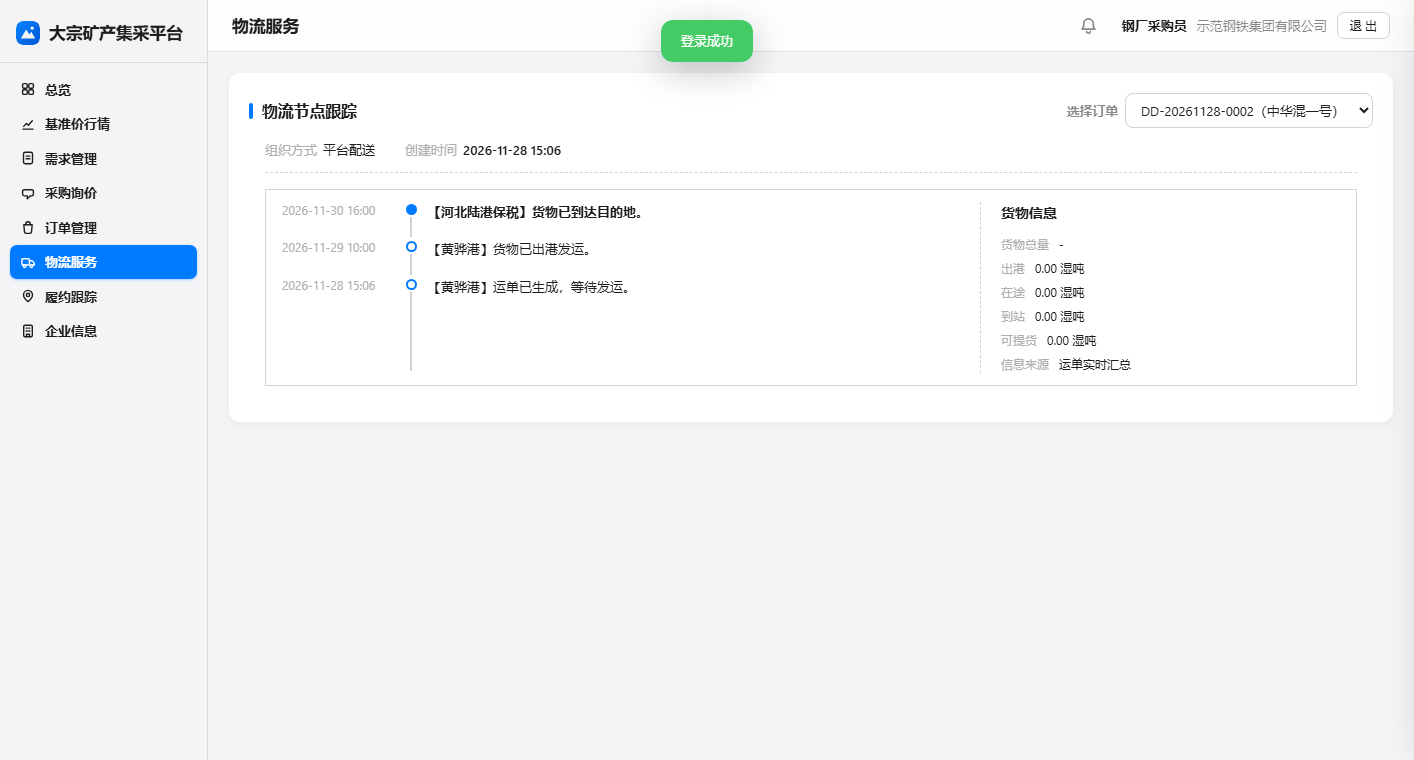 大宗矿产集采平台
物流服务
登录成功
钢厂采购员 示范钢铁集团有限公司 退 出
总览
基准价行情
需求管理
采购询价
订单管理
物流服务
履约跟踪
企业信息
物流节点跟踪
选择订单 DD-20261128-0002（中华混一号）
组织方式 平台配送 创建时间 2026-11-28 15:06
2026-11-30 16:00 【河北陆港保税】货物已到达目的地。
2026-11-29 10:00 【黄骅港】货物已出港发运。
2026-11-28 15:06 【黄骅港】运单已生成，等待发运。
货物信息
货物总量 -
出港 0.00 湿吨
在途 0.00 湿吨
到站 0.00 湿吨
可提货 0.00 湿吨
信息来源 运单实时汇总